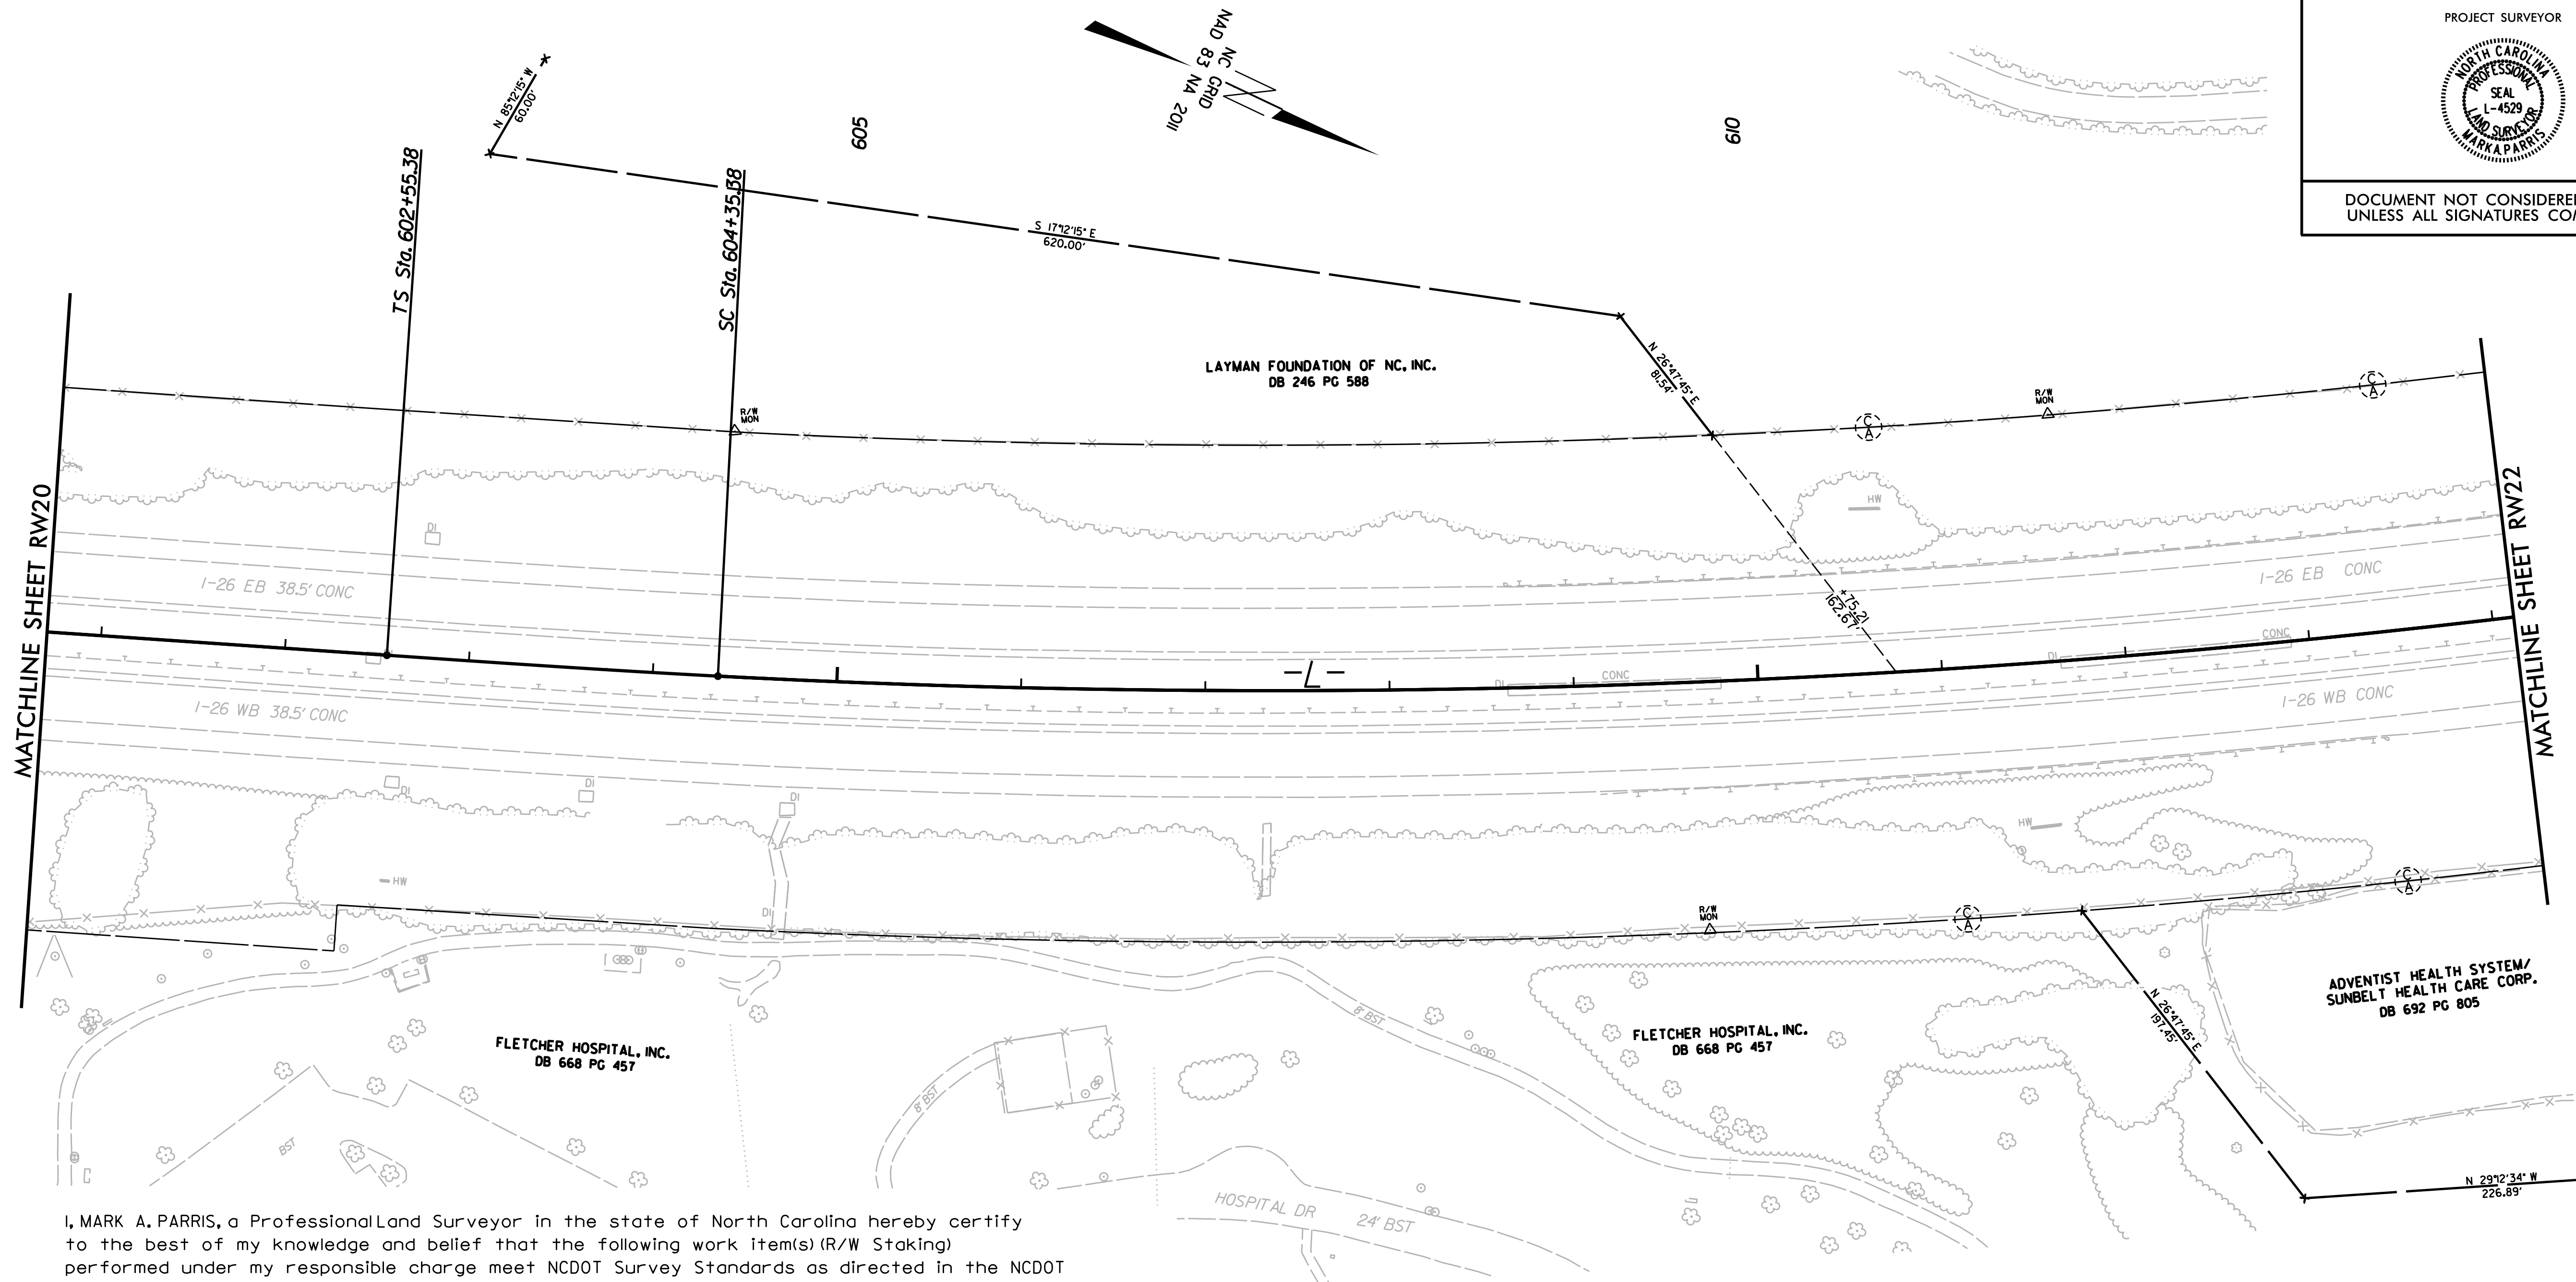 PROJECT SURVEYOR
NORTH CAROLINA
PROFESSIONAL
SEAL
L-4529
LAND SURVEYOR
MARK A. PARRIS
DOCUMENT NOT CONSIDERE
UNLESS ALL SIGNATURES CO
NC GRID
NAD 83 NA 2011
N 85°12'15" W
60.00'
605
610
TS Sta. 602+55.38
SC Sta. 604+35.38
S 17°12'15" E
620.00'
LAYMAN FOUNDATION OF NC, INC.
DB 246 PG 588
N 26°47'45" E
81.54'
R/W
MON
C
A
R/W
MON
C
A
MATCHLINE SHEET RW20
MATCHLINE SHEET RW22
DI
HW
I-26 EB 38.5' CONC
I-26 EB CONC
+75.21
162.67'
-L-
CONC
DI
CONC
DI
I-26 WB 38.5' CONC
I-26 WB CONC
DI
DI
DI
HW
HW
DI
R/W
MON
C
A
C
A
N 26°47'45" E
197.45'
ADVENTIST HEALTH SYSTEM/
SUNBELT HEALTH CARE CORP.
DB 692 PG 805
FLETCHER HOSPITAL, INC.
DB 668 PG 457
FLETCHER HOSPITAL, INC.
DB 668 PG 457
8' BST
8' BST
BST
N 29°12'34" W
226.89'
HOSPITAL DR 24' BST
I, MARK A. PARRIS, a Professional Land Surveyor in the state of North Carolina hereby certify
to the best of my knowledge and belief that the following work item(s) (R/W Staking)
performed under my responsible charge meet NCDOT Survey Standards as directed in the NCDOT